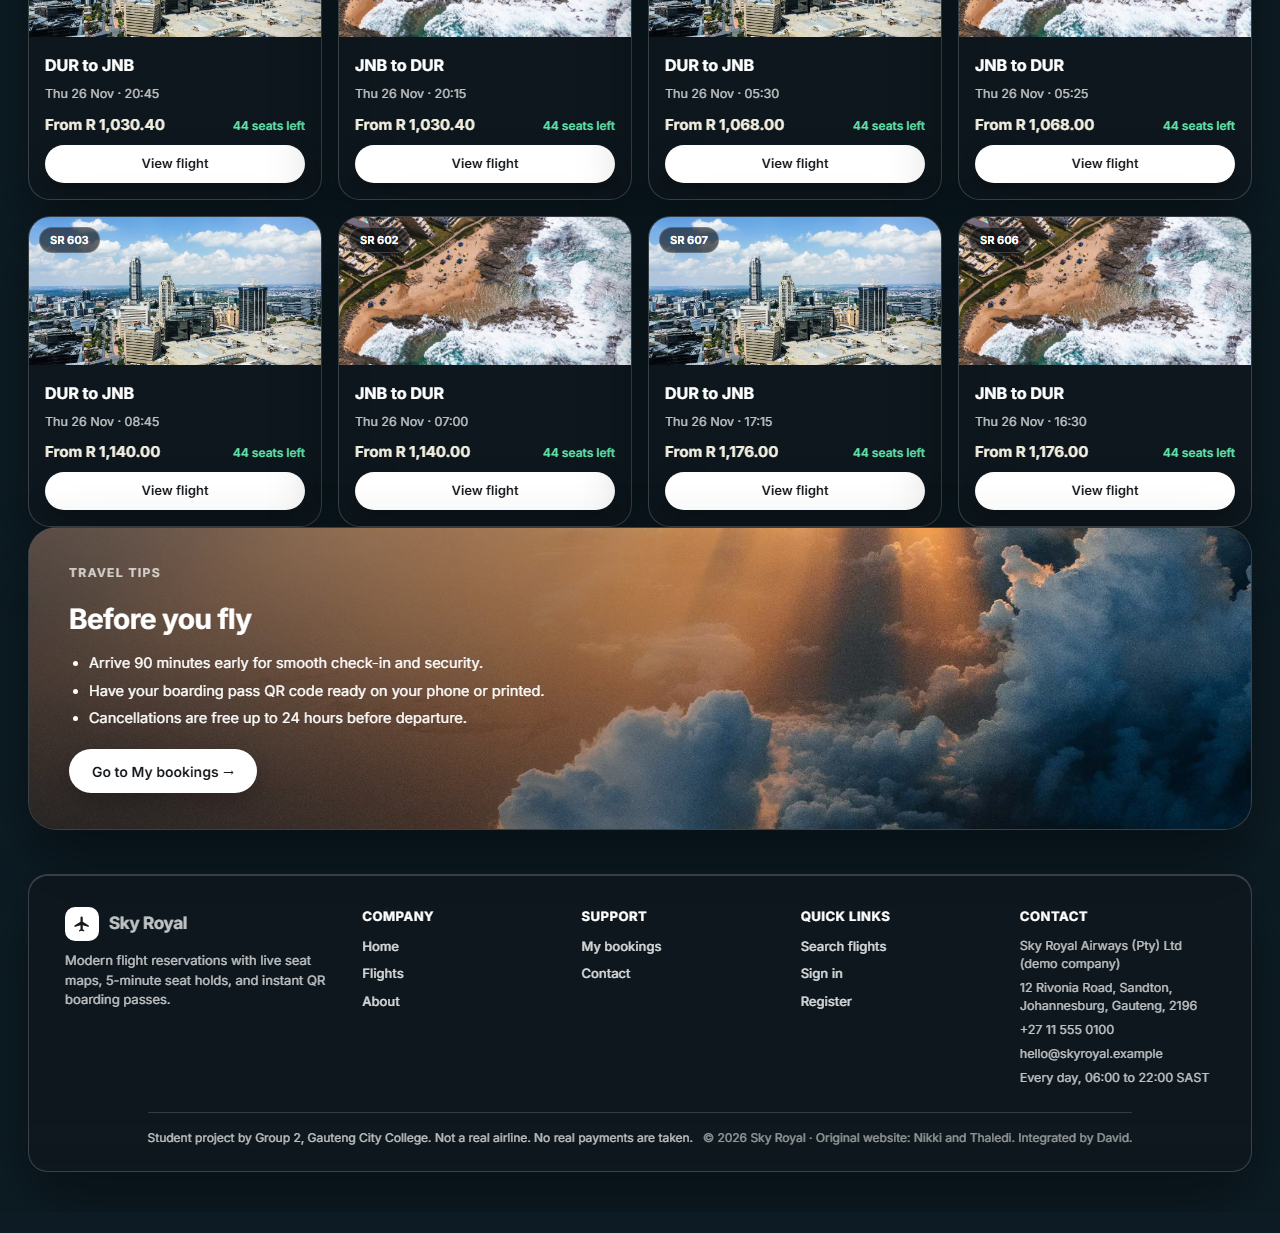 DUR to JNB
Thu 26 Nov · 20:45
From R 1,030.40 44 seats left
View flight
JNB to DUR
Thu 26 Nov · 20:15
From R 1,030.40 44 seats left
View flight
DUR to JNB
Thu 26 Nov · 05:30
From R 1,068.00 44 seats left
View flight
JNB to DUR
Thu 26 Nov · 05:25
From R 1,068.00 44 seats left
View flight
SR 603
DUR to JNB
Thu 26 Nov · 08:45
From R 1,140.00 44 seats left
View flight
SR 602
JNB to DUR
Thu 26 Nov · 07:00
From R 1,140.00 44 seats left
View flight
SR 607
DUR to JNB
Thu 26 Nov · 17:15
From R 1,176.00 44 seats left
View flight
SR 606
JNB to DUR
Thu 26 Nov · 16:30
From R 1,176.00 44 seats left
View flight
TRAVEL TIPS
Before you fly
• Arrive 90 minutes early for smooth check-in and security.
• Have your boarding pass QR code ready on your phone or printed.
• Cancellations are free up to 24 hours before departure.
Go to My bookings →
Sky Royal
Modern flight reservations with live seat
maps, 5-minute seat holds, and instant QR
boarding passes.
COMPANY
Home
Flights
About
SUPPORT
My bookings
Contact
QUICK LINKS
Search flights
Sign in
Register
CONTACT
Sky Royal Airways (Pty) Ltd
(demo company)
12 Rivonia Road, Sandton,
Johannesburg, Gauteng, 2196
+27 11 555 0100
hello@skyroyal.example
Every day, 06:00 to 22:00 SAST
Student project by Group 2, Gauteng City College. Not a real airline. No real payments are taken. © 2026 Sky Royal · Original website: Nikki and Thaledi. Integrated by David.